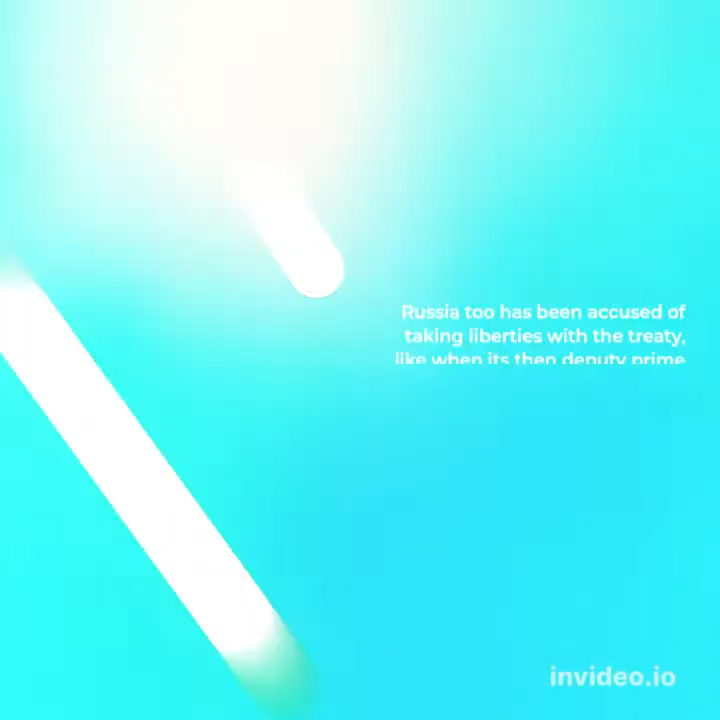 Russia too has been accused of
taking liberties with the treaty,
like when its then deputy prime
invideo.io